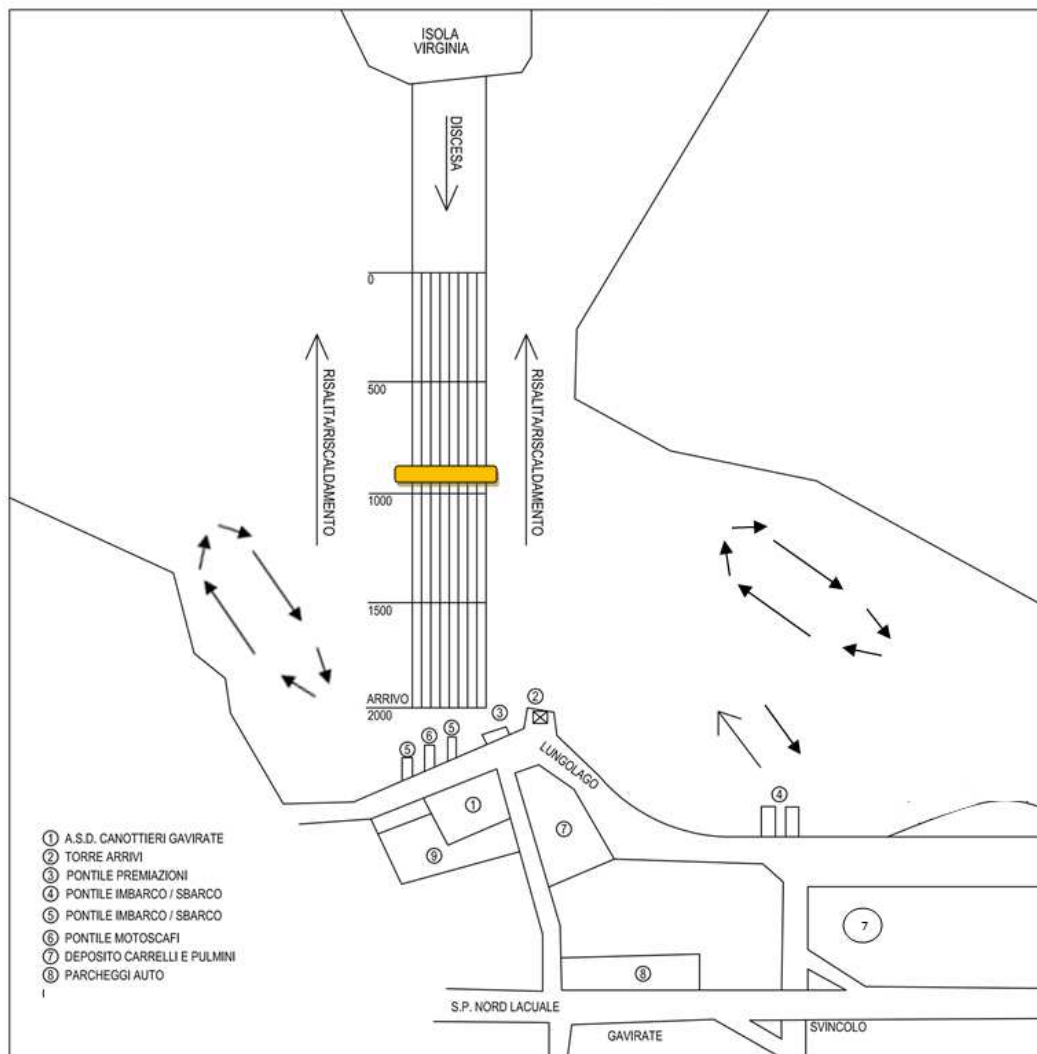 ISOLA
VIRGINIA
DISCESA
0
RISALITA/RISCALDAMENTO
RISALITA/RISCALDAMENTO
500
1000
1500
ARRIVO
2000
2
3
5
6
5
LUNGOLAGO
4
1
7
9
① A.S.D. CANOTTIERI GAVIRATE
② TORRE ARRIVI
③ PONTILE PREMIAZIONI
④ PONTILE IMBARCO / SBARCO
⑤ PONTILE IMBARCO / SBARCO
⑥ PONTILE MOTOSCAFI
⑦ DEPOSITO CARRELLI E PULMINI
⑧ PARCHEGGI AUTO
7
8
S.P. NORD LACUALE
GAVIRATE
SVINCOLO